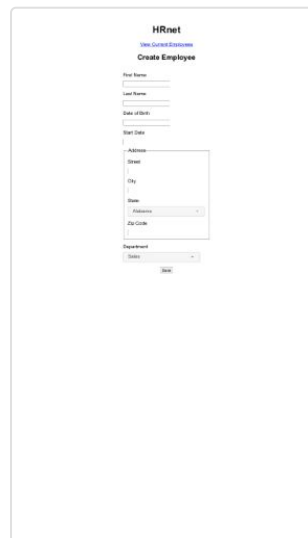 HRnet
View Current Employees
Create Employee
First Name
Last Name
Date of Birth
Start Date
Address
Street
City
State
Alabama
Zip Code
Department
Sales
Save